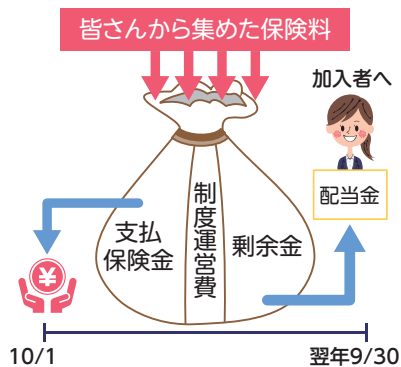 皆さんから集めた保険料
加入者へ
配当金
支払
保険金
制度運営費
剰余金
¥
10/1
翌年9/30